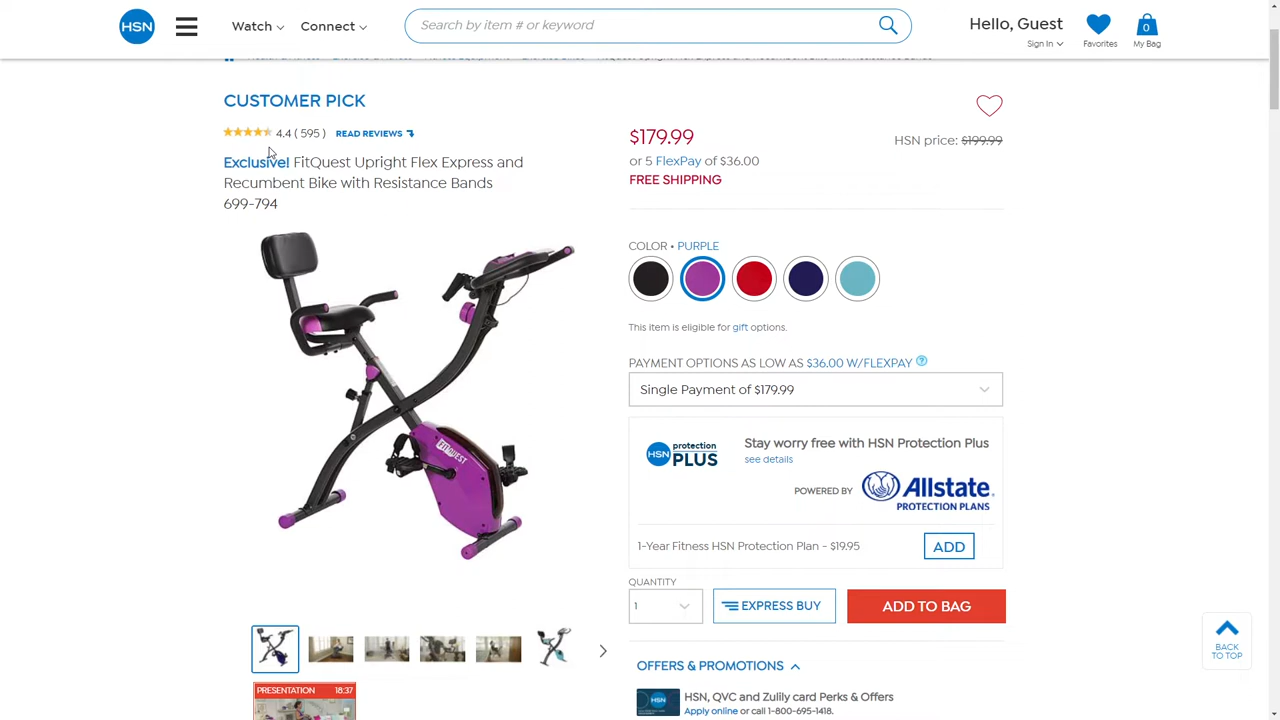 HSN
Watch
Connect
Search by item # or keyword
Hello, Guest
Sign In
Favorites
0
My Bag
CUSTOMER PICK
4.4 ( 595 ) READ REVIEWS
Exclusive! FitQuest Upright Flex Express and
Recumbent Bike with Resistance Bands
699-794
FITQUEST
PRESENTATION 18:37
$179.99
HSN price: $199.99
or 5 FlexPay of $36.00
FREE SHIPPING
COLOR • PURPLE
This item is eligible for gift options.
PAYMENT OPTIONS AS LOW AS $36.00 W/FLEXPAY ?
Single Payment of $179.99
HSN protection PLUS
Stay worry free with HSN Protection Plus
see details
POWERED BY Allstate
PROTECTION PLANS
1-Year Fitness HSN Protection Plan - $19.95
ADD
QUANTITY
1
EXPRESS BUY
ADD TO BAG
OFFERS & PROMOTIONS
HSN, QVC and Zulily card Perks & Offers
Apply online or call 1-800-695-1418.
BACK
TO TOP